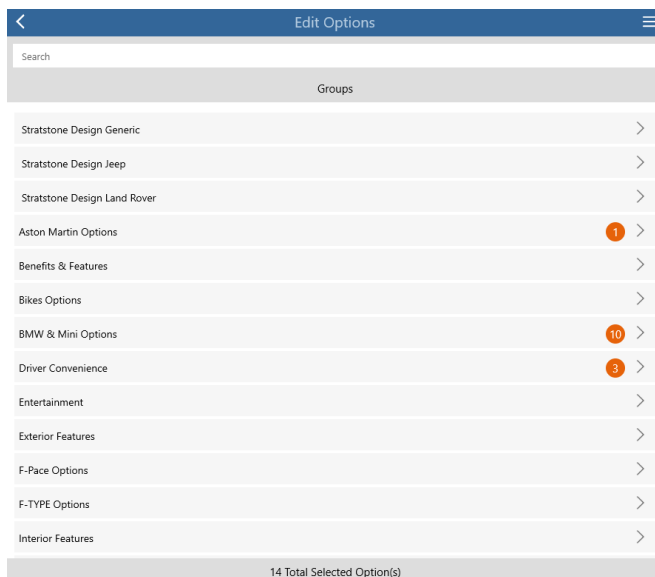 Edit Options
Search
Groups
Stratstone Design Generic
Stratstone Design Jeep
Stratstone Design Land Rover
Aston Martin Options 1
Benefits & Features
Bikes Options
BMW & Mini Options 10
Driver Convenience 3
Entertainment
Exterior Features
F-Pace Options
F-TYPE Options
Interior Features
14 Total Selected Option(s)